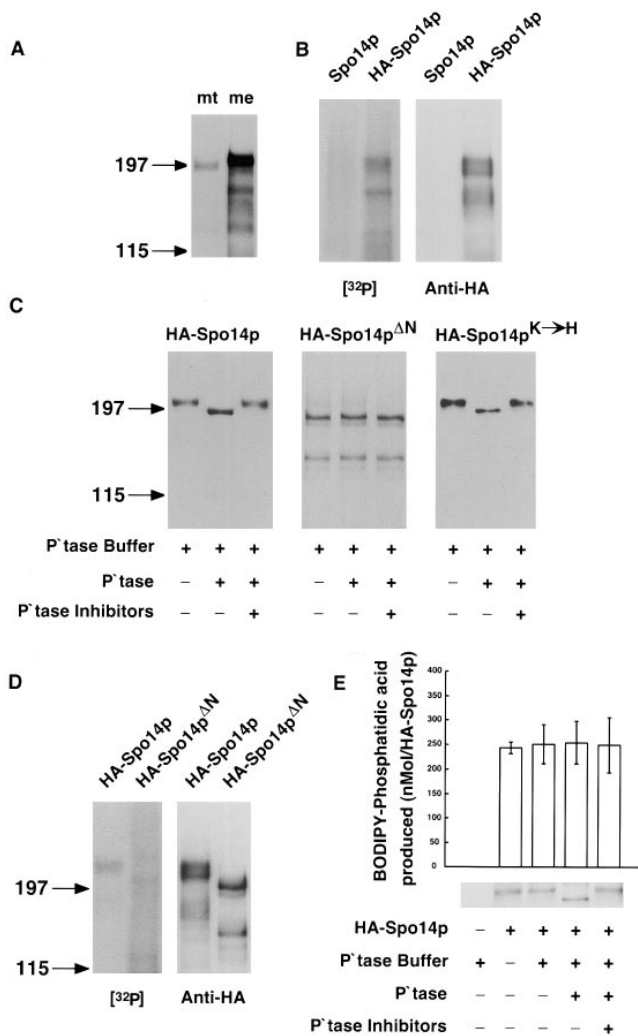 A
mt me
197
115
B
Spo14p HA-Spo14p Spo14p HA-Spo14p
[³²P] Anti-HA
C
HA-Spo14p HA-Spo14pΔN HA-Spo14pK→H
197
115
P`tase Buffer + + + + + + + + +
P`tase – + + – + + – + +
P`tase Inhibitors + + +
D
HA-Spo14p HA-Spo14pΔN HA-Spo14p HA-Spo14pΔN
197
115
[³²P] Anti-HA
E
BODIPY-Phosphatidic acid
produced (nMol/HA-Spo14p)
400
350
300
250
200
150
100
50
0
HA-Spo14p – + + + +
P`tase Buffer + – + + +
P`tase – – – + +
P`tase Inhibitors – – – – +